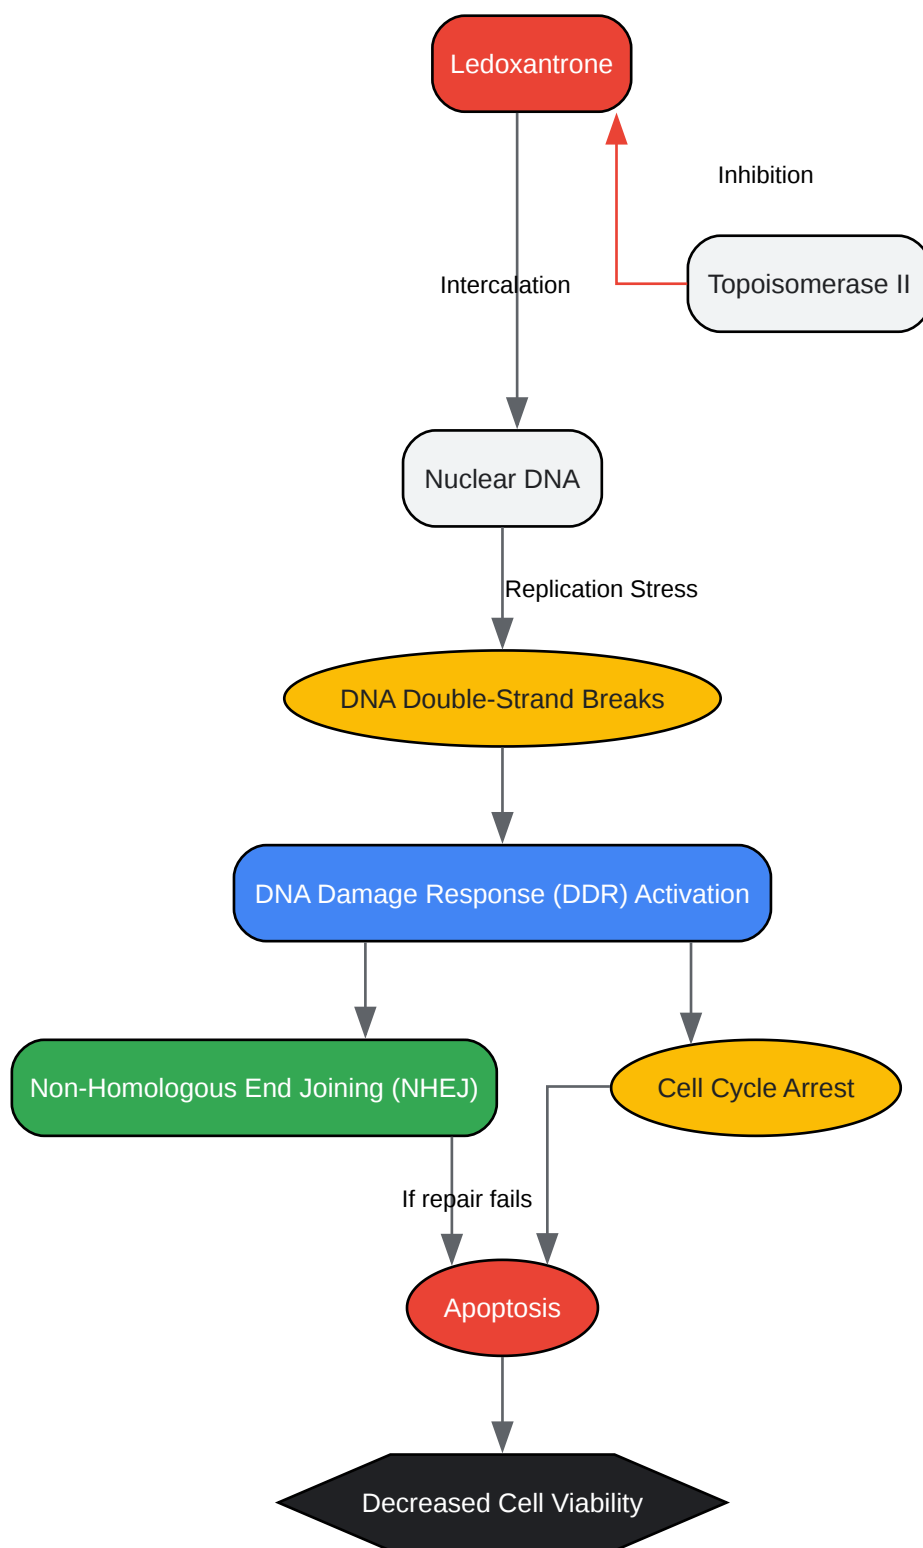 Ledoxantrone
Inhibition
Intercalation
Topoisomerase II
Nuclear DNA
Replication Stress
DNA Double-Strand Breaks
DNA Damage Response (DDR) Activation
Non-Homologous End Joining (NHEJ)
Cell Cycle Arrest
If repair fails
Apoptosis
Decreased Cell Viability